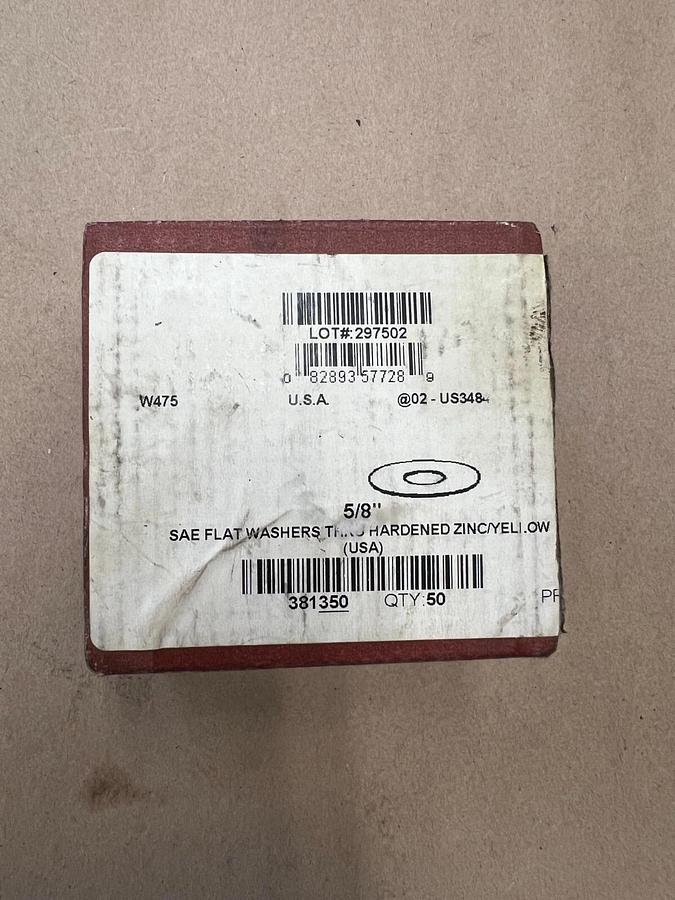 LOT#:297502
0 82893 57728 9
W475 U.S.A. @02 - US348
5/8"
SAE FLAT WASHERS THRU HARDENED ZINC/YELLOW
(USA)
381350 QTY:50 PR